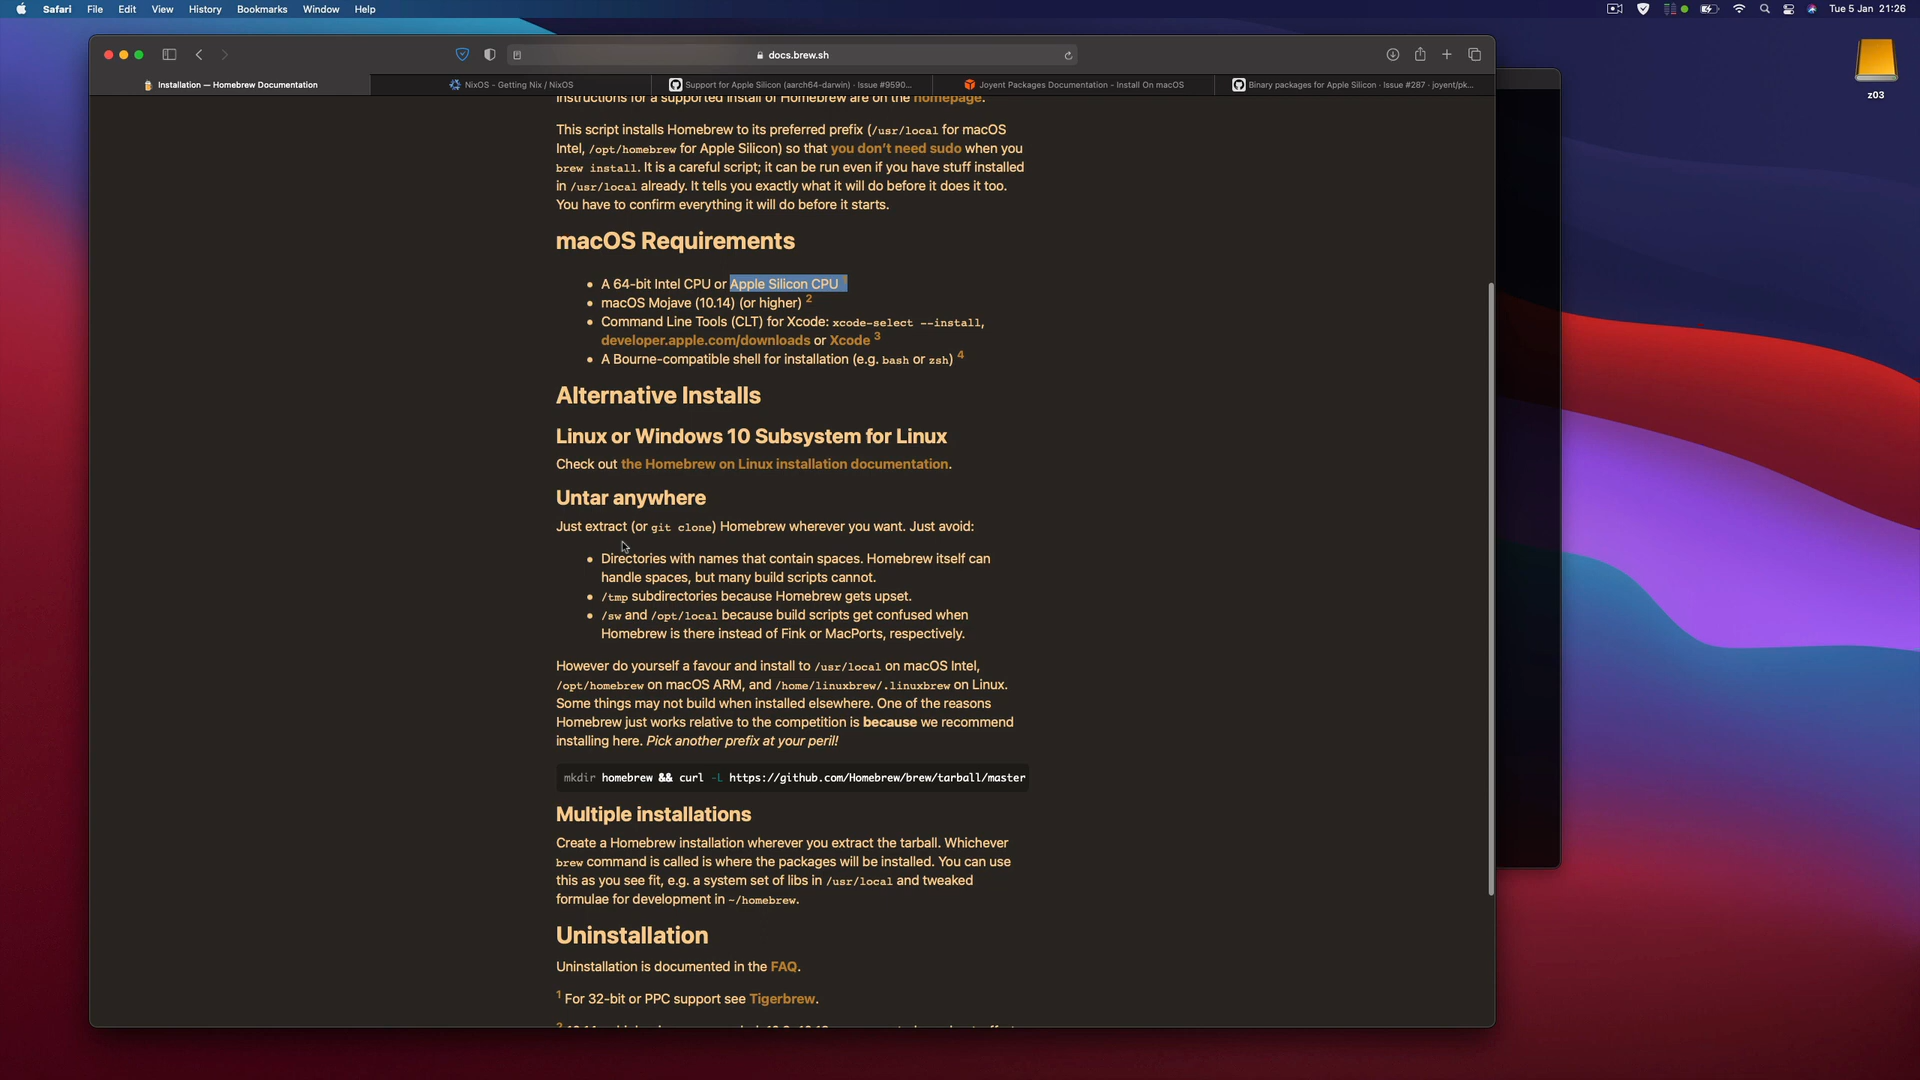 Safari File Edit View History Bookmarks Window Help
Tue 5 Jan 21:26
docs.brew.sh
Installation — Homebrew Documentation
NixOS - Getting Nix / NixOS
Support for Apple Silicon (aarch64-darwin) · Issue #9590...
Joyent Packages Documentation - Install On macOS
Binary packages for Apple Silicon · Issue #287 · joyent/pk...
z03
Instructions for a supported install of Homebrew are on the homepage.
This script installs Homebrew to its preferred prefix (/usr/local for macOS
Intel, /opt/homebrew for Apple Silicon) so that you don't need sudo when you
brew install. It is a careful script; it can be run even if you have stuff installed
in /usr/local already. It tells you exactly what it will do before it does it too.
You have to confirm everything it will do before it starts.
macOS Requirements
• A 64-bit Intel CPU or Apple Silicon CPU
• macOS Mojave (10.14) (or higher) 2
• Command Line Tools (CLT) for Xcode: xcode-select --install,
developer.apple.com/downloads or Xcode 3
• A Bourne-compatible shell for installation (e.g. bash or zsh) 4
Alternative Installs
Linux or Windows 10 Subsystem for Linux
Check out the Homebrew on Linux installation documentation.
Untar anywhere
Just extract (or git clone) Homebrew wherever you want. Just avoid:
• Directories with names that contain spaces. Homebrew itself can
handle spaces, but many build scripts cannot.
• /tmp subdirectories because Homebrew gets upset.
• /sw and /opt/local because build scripts get confused when
Homebrew is there instead of Fink or MacPorts, respectively.
However do yourself a favour and install to /usr/local on macOS Intel,
/opt/homebrew on macOS ARM, and /home/linuxbrew/.linuxbrew on Linux.
Some things may not build when installed elsewhere. One of the reasons
Homebrew just works relative to the competition is because we recommend
installing here. Pick another prefix at your peril!
mkdir homebrew && curl -L https://github.com/Homebrew/brew/tarball/master
Multiple installations
Create a Homebrew installation wherever you extract the tarball. Whichever
brew command is called is where the packages will be installed. You can use
this as you see fit, e.g. a system set of libs in /usr/local and tweaked
formulae for development in ~/homebrew.
Uninstallation
Uninstallation is documented in the FAQ.
1 For 32-bit or PPC support see Tigerbrew.